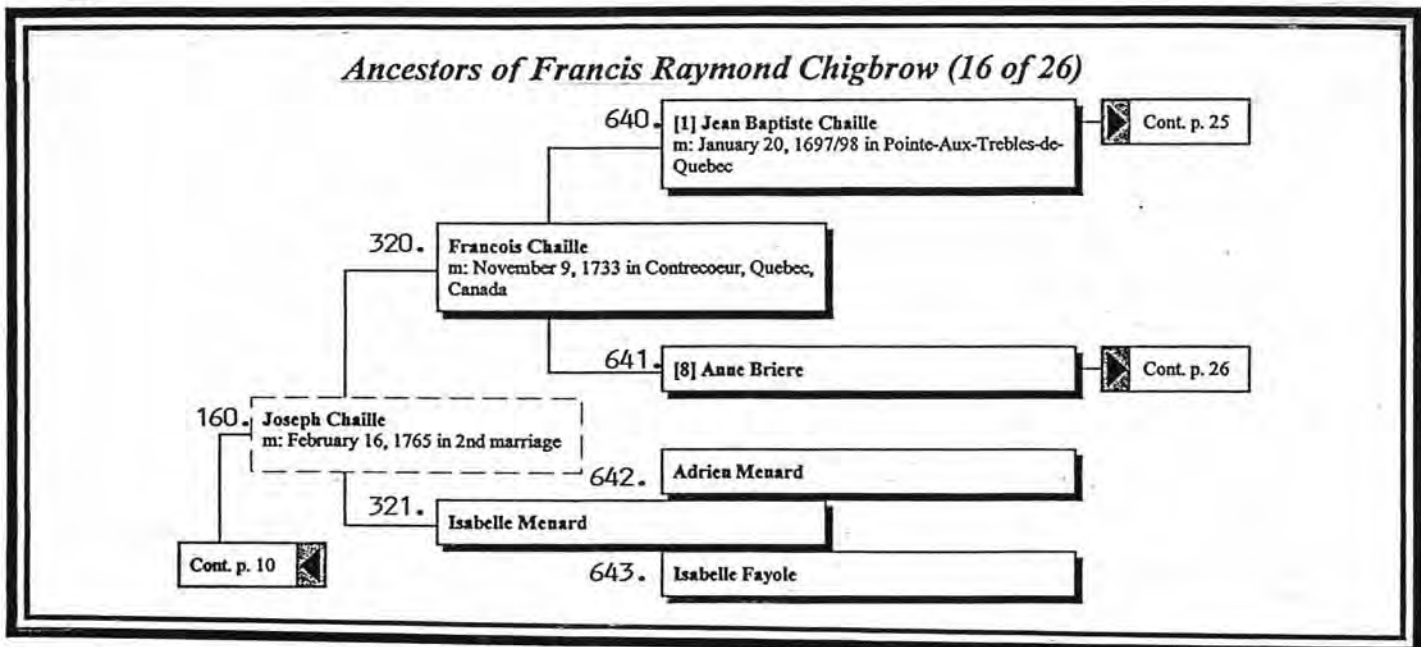 Ancestors of Francis Raymond Chigbrow (16 of 26)
640. [1] Jean Baptiste Chaille
m: January 20, 1697/98 in Pointe-Aux-Trebles-de-
Quebec
Cont. p. 25
320. Francois Chaille
m: November 9, 1733 in Contrecoeur, Quebec,
Canada
641. [8] Anne Briere
Cont. p. 26
160. Joseph Chaille
m: February 16, 1765 in 2nd marriage
642. Adrien Menard
321. Isabelle Menard
Cont. p. 10
643. Isabelle Fayole